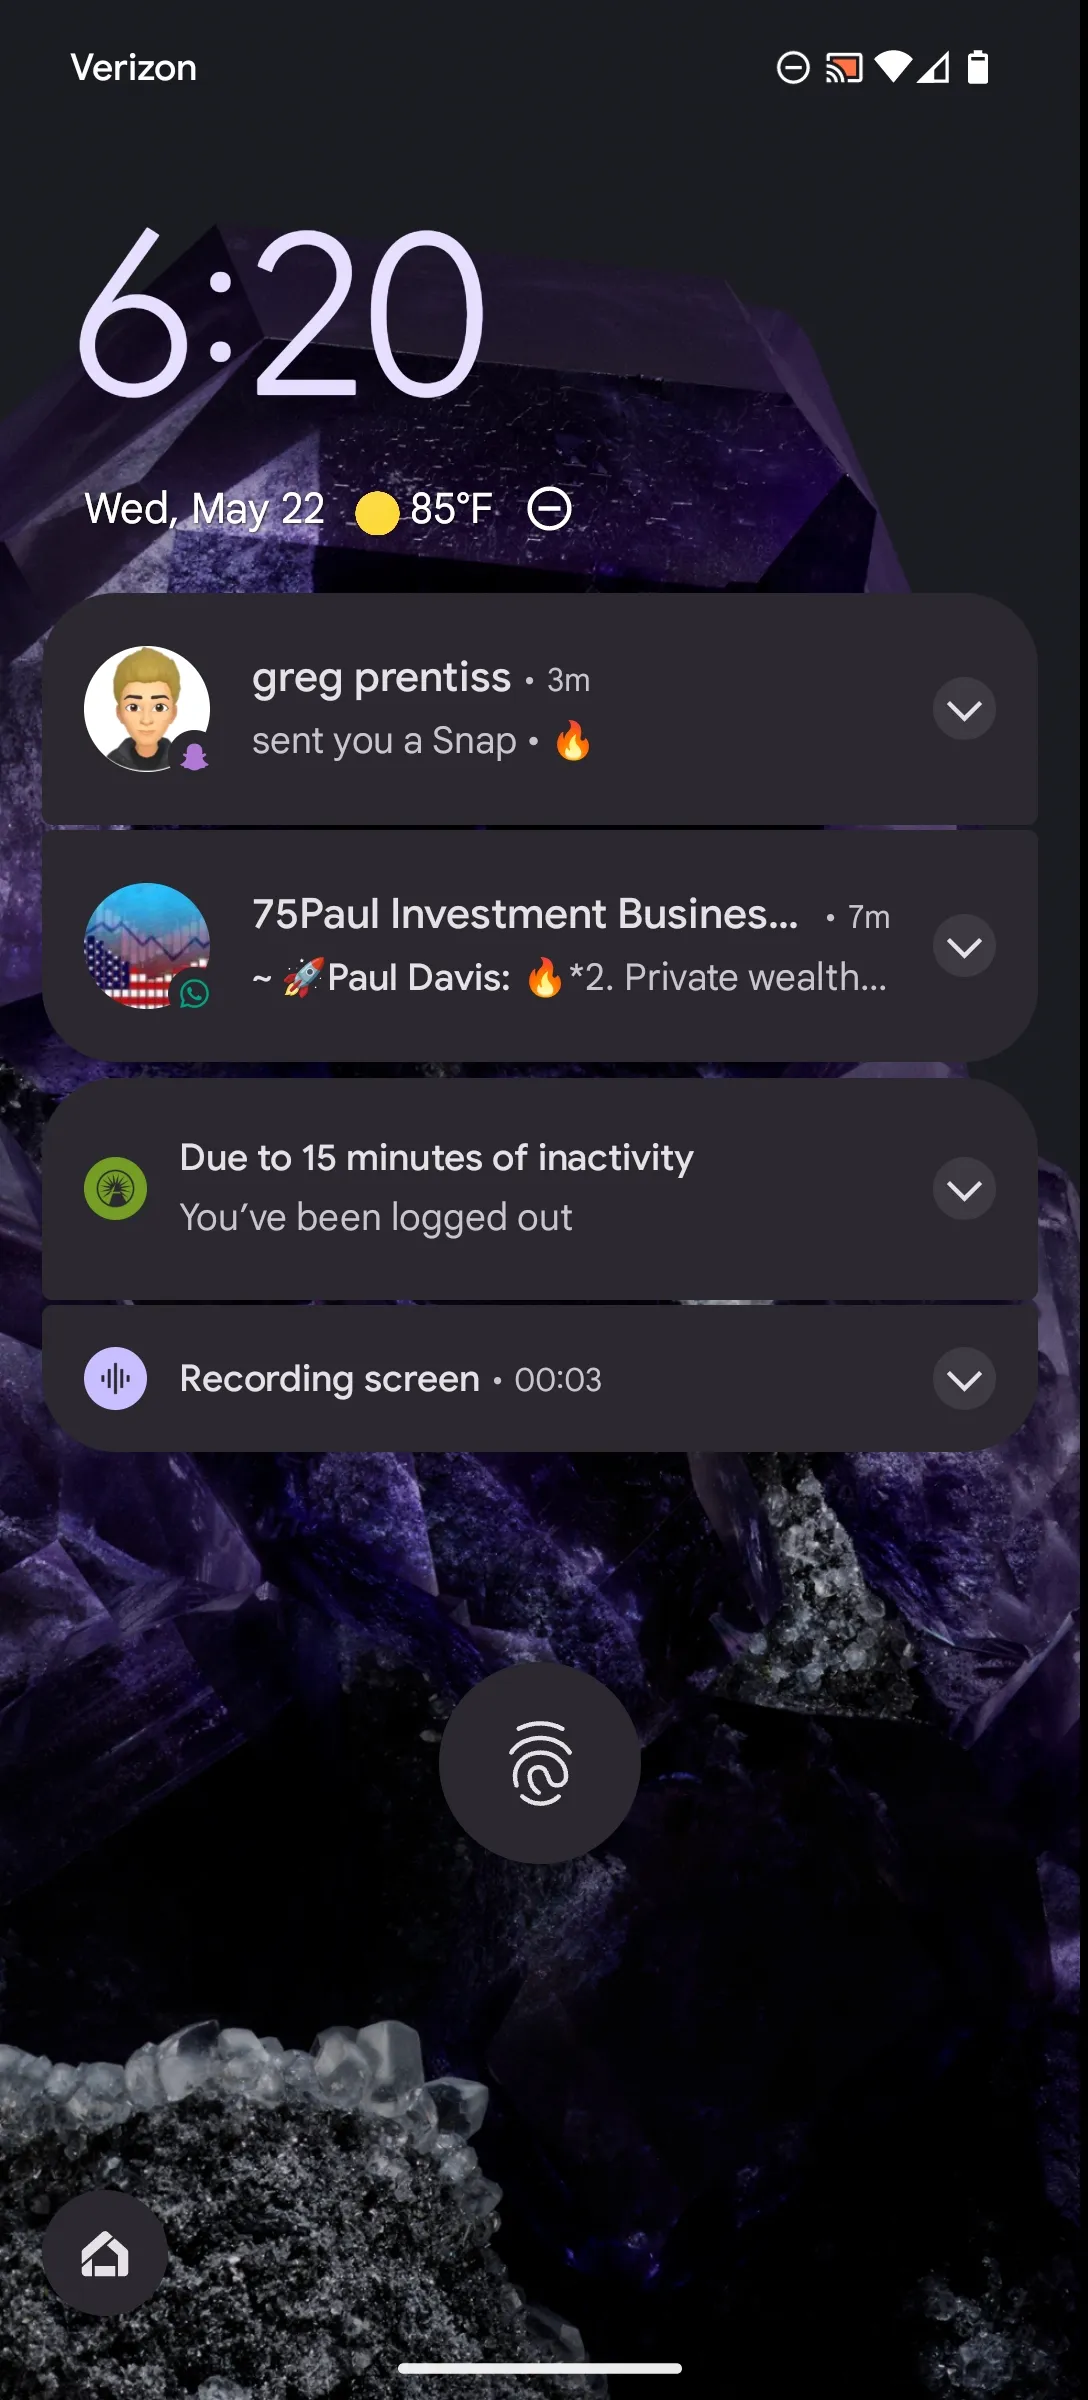 Verizon
6:20
Wed, May 22 85°F
greg prentiss • 3m
sent you a Snap • 🔥
75Paul Investment Busines... • 7m
~ 🚀Paul Davis: 🔥*2. Private wealth...
Due to 15 minutes of inactivity
You've been logged out
Recording screen • 00:03